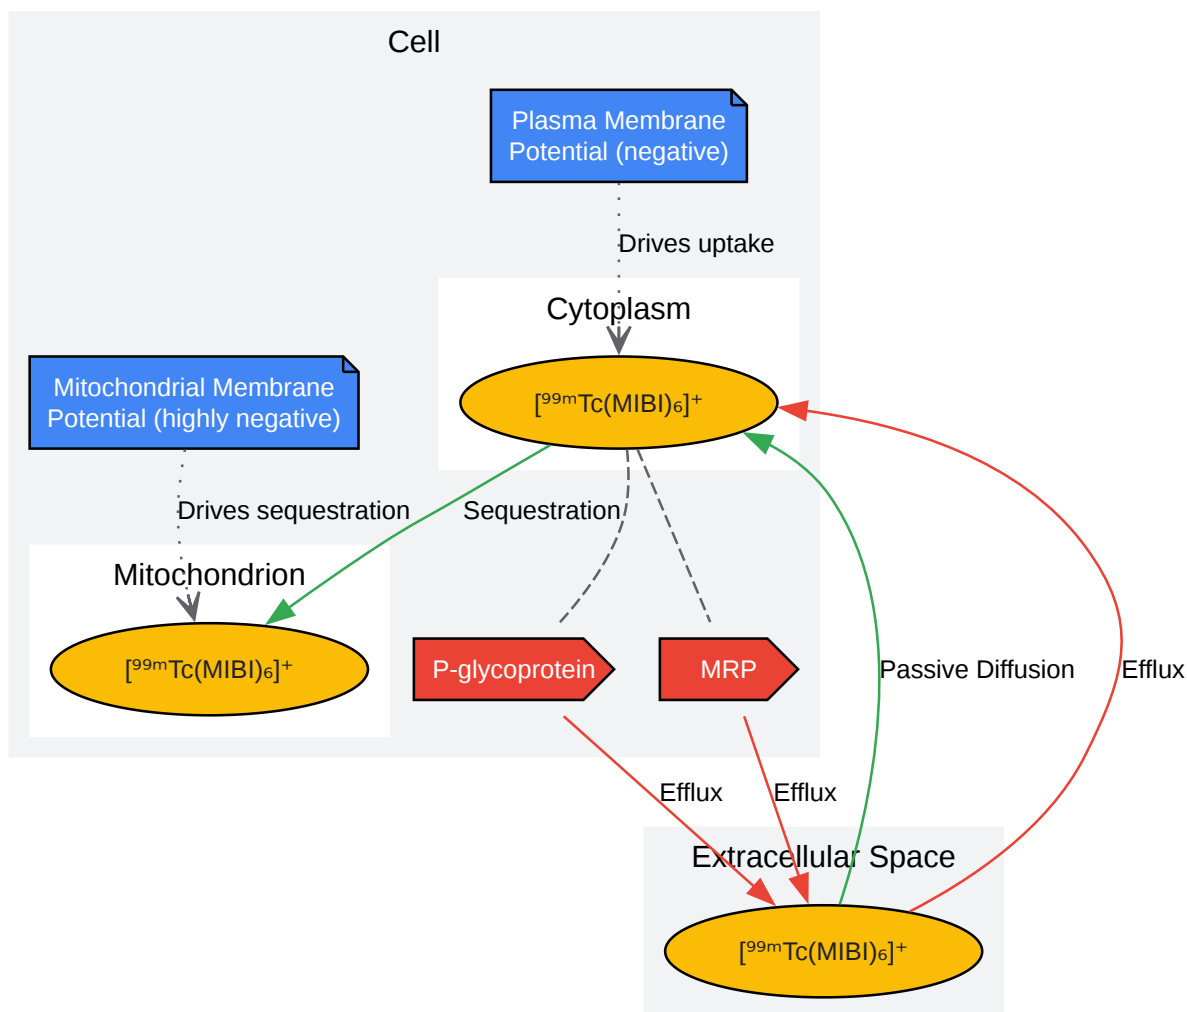 Cell
Plasma Membrane
Potential (negative)
Drives uptake
Cytoplasm
[⁹⁹ᵐTc(MIBI)₆]⁺
Mitochondrial Membrane
Potential (highly negative)
Drives sequestration
Sequestration
Mitochondrion
[⁹⁹ᵐTc(MIBI)₆]⁺
P-glycoprotein
MRP
Passive Diffusion
Efflux
Efflux
Efflux
Extracellular Space
[⁹⁹ᵐTc(MIBI)₆]⁺